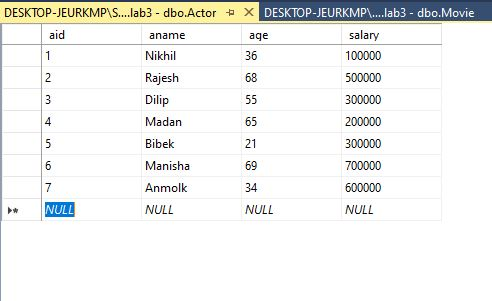 DESKTOP-JEURKMP\S....lab3 - dbo.Actor DESKTOP-JEURKMP\....lab3 - dbo.Movie
aid aname age salary
1 Nikhil 36 100000
2 Rajesh 68 500000
3 Dilip 55 300000
4 Madan 65 200000
5 Bibek 21 300000
6 Manisha 69 700000
7 Anmolk 34 600000
NULL NULL NULL NULL